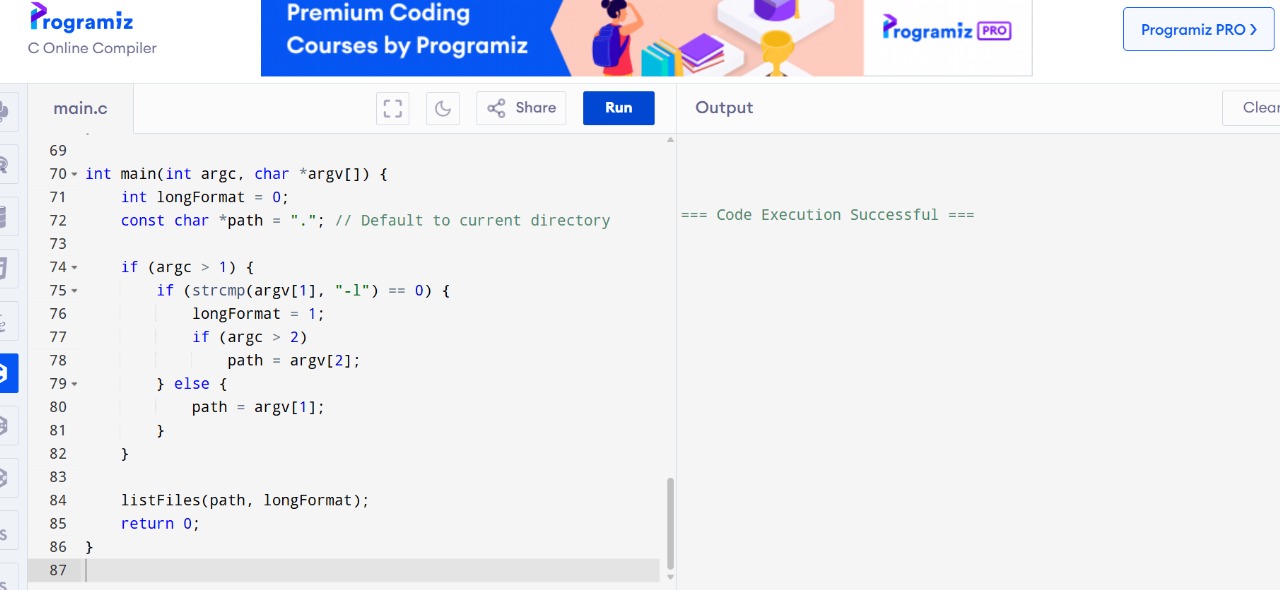 Programiz
C Online Compiler
Premium Coding
Courses by Programiz
Programiz PRO
Programiz PRO
main.c
Share
Run
Output
Clear
69
70 int main(int argc, char *argv[]) {
71     int longFormat = 0;
72     const char *path = "."; // Default to current directory
73
74     if (argc > 1) {
75         if (strcmp(argv[1], "-l") == 0) {
76             longFormat = 1;
77             if (argc > 2)
78                 path = argv[2];
79         } else {
80             path = argv[1];
81         }
82     }
83
84     listFiles(path, longFormat);
85     return 0;
86 }
87
=== Code Execution Successful ===